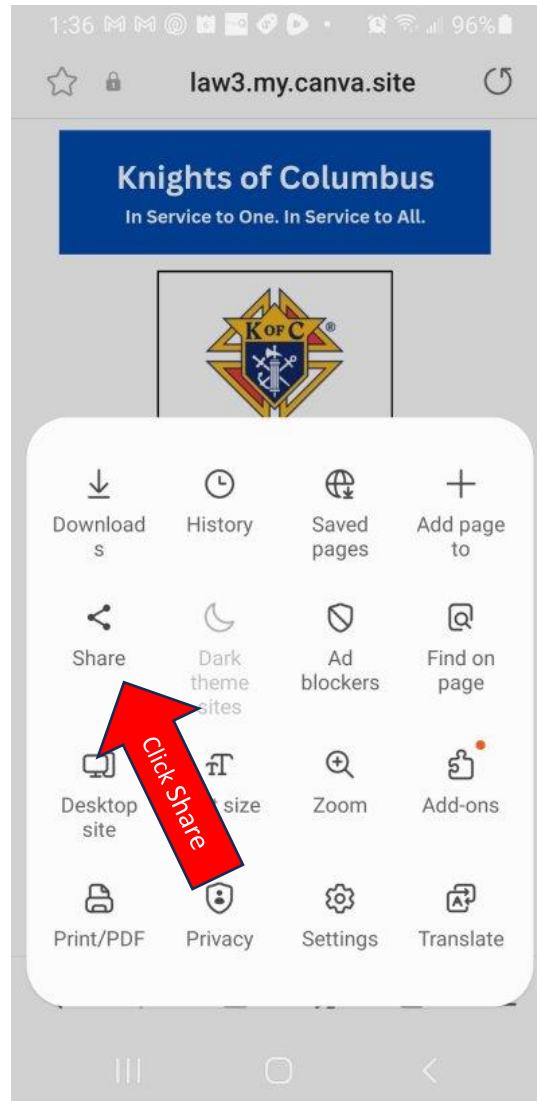 1:36
96%
law3.my.canva.site
Knights of Columbus
In Service to One. In Service to All.
K OF C ®
Download
s
History
Saved
pages
Add page
to
Share
Dark
theme
sites
Ad
blockers
Find on
page
Click Share
Desktop
site
size
Zoom
Add-ons
Print/PDF
Privacy
Settings
Translate